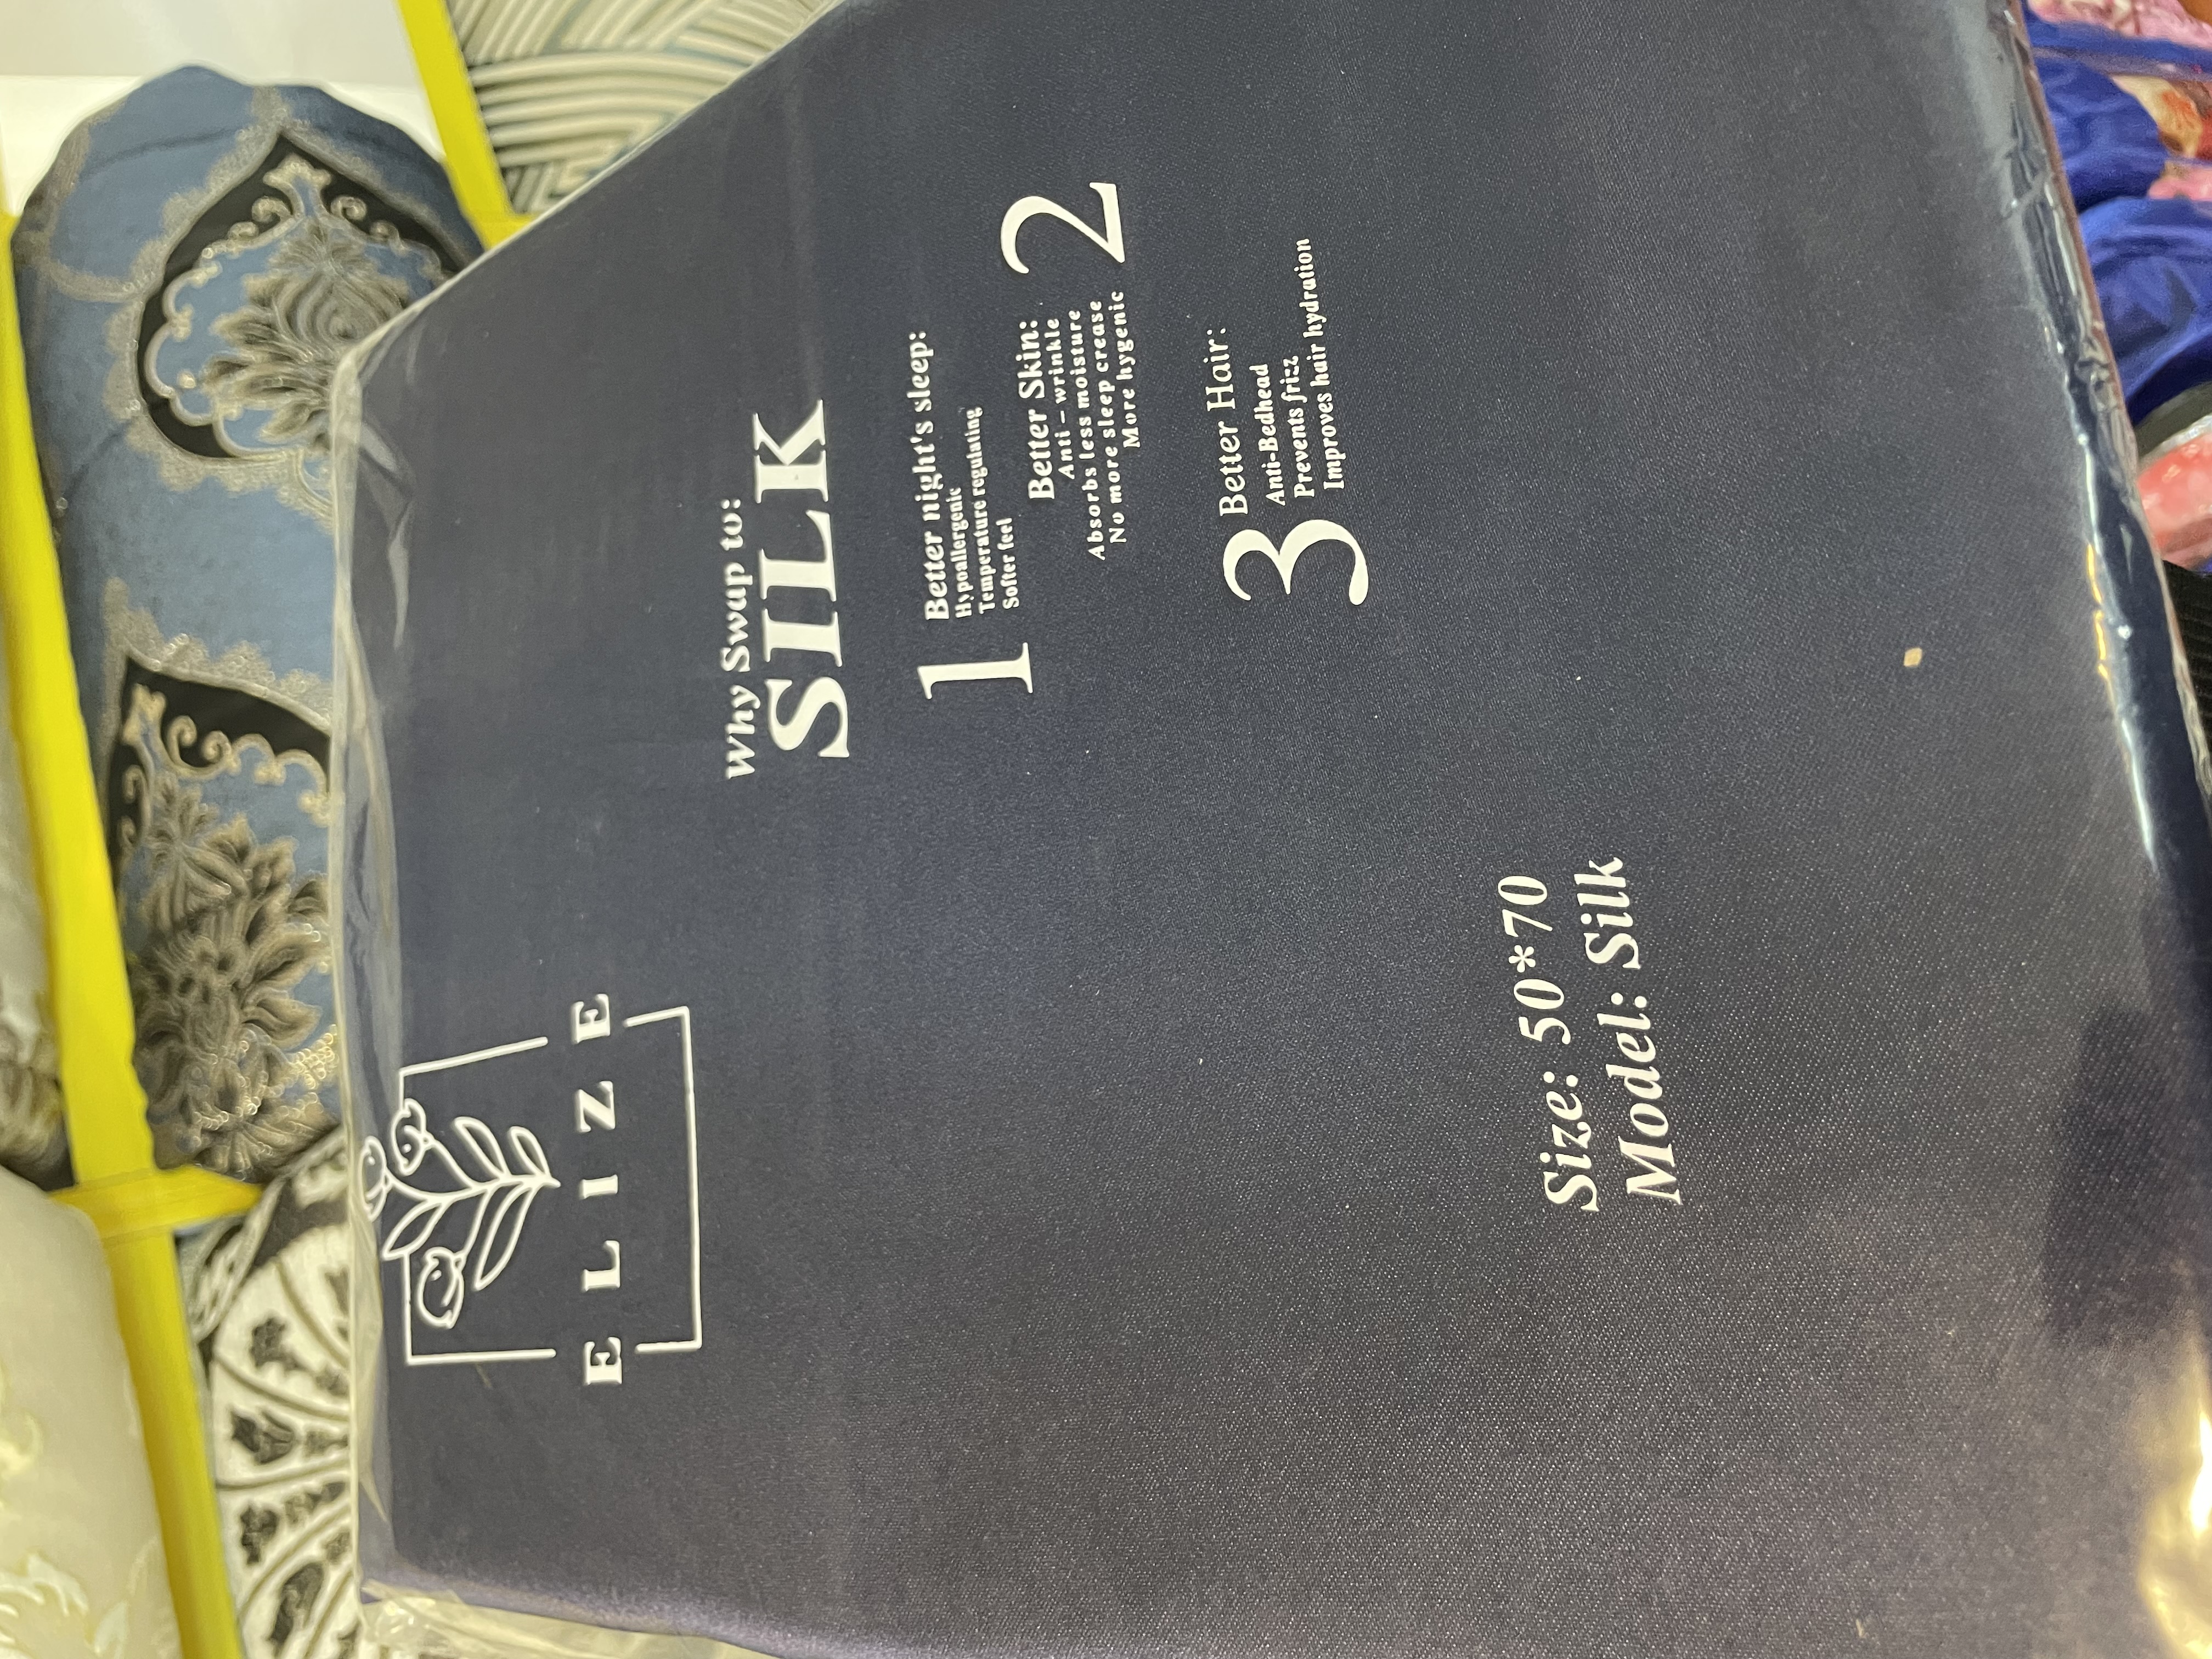 ELIZE
Why Swap to:
SILK
1
Better night's sleep:
Hypoallergenic
Temperature regulating
Softer feel
Better Skin:
Anti - wrinkle
Absorbs less moisture
No more sleep crease
More hygenic
2
3
Better Hair:
Anti-Bedhead
Prevents frizz
Improves hair hydration
Size: 50*70
Model: Silk